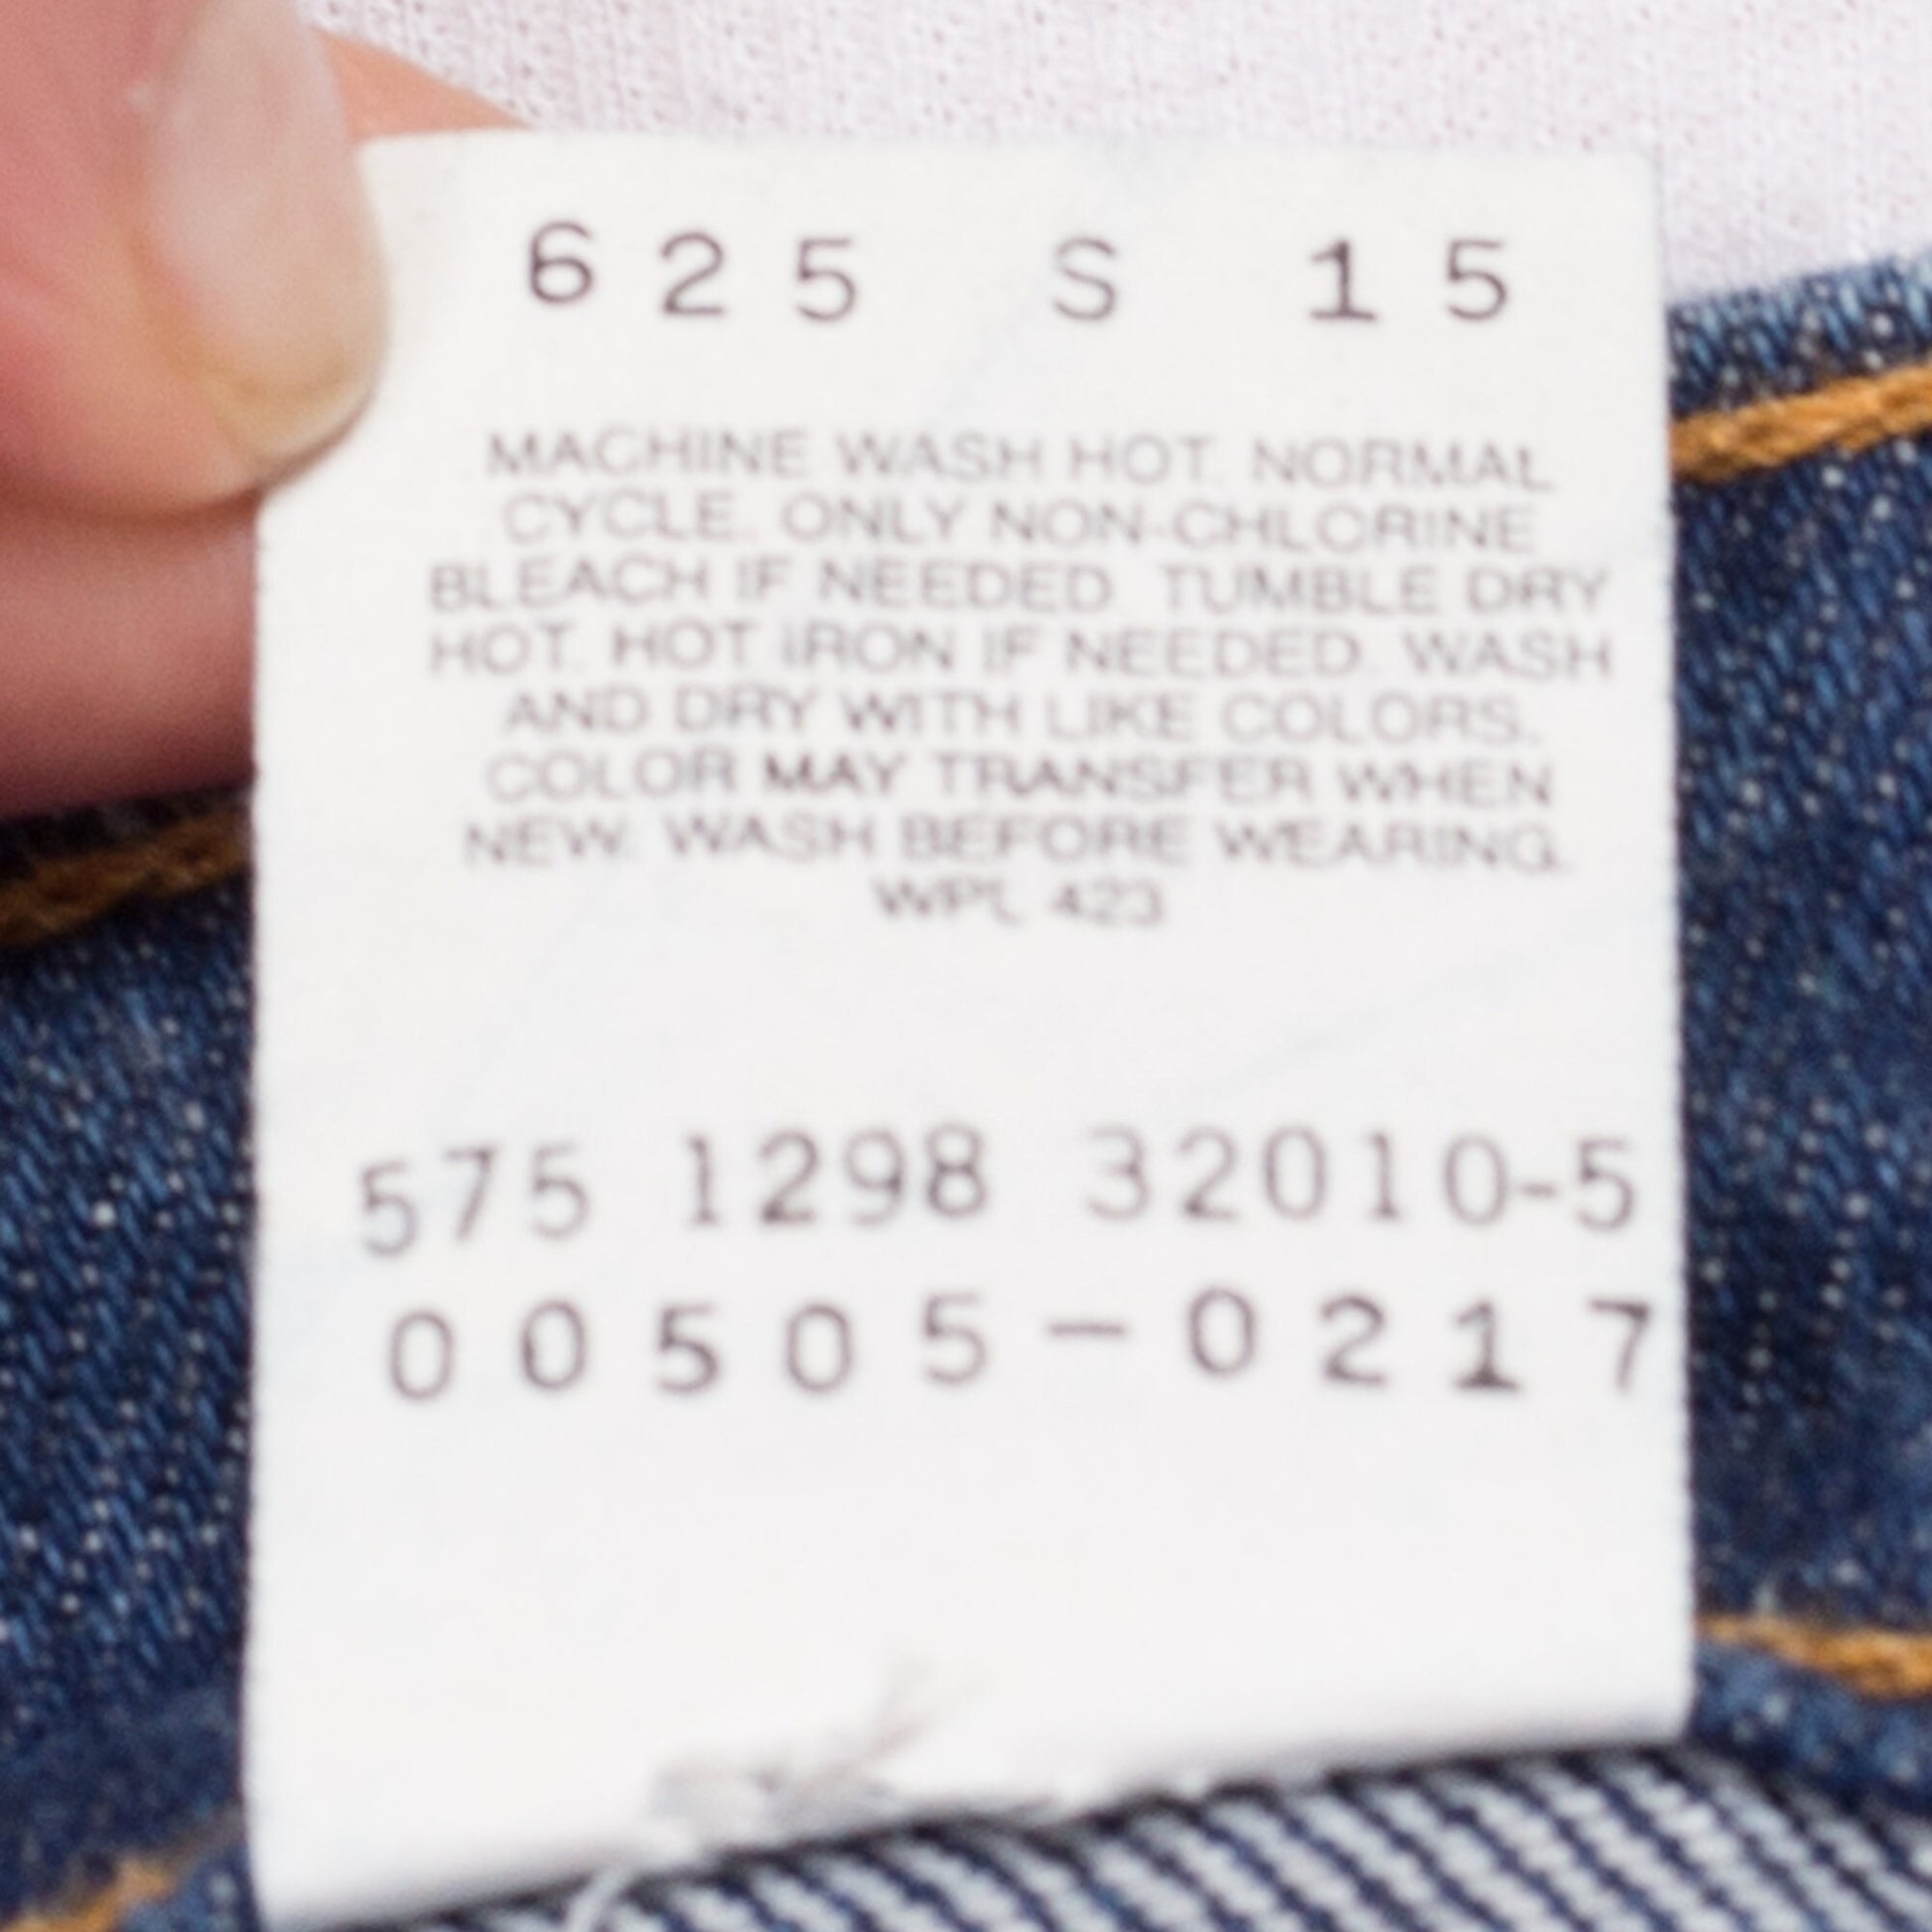 625 S 15
MACHINE WASH HOT. NORMAL
CYCLE. ONLY NON-CHLORINE
BLEACH IF NEEDED. TUMBLE DRY
HOT. HOT IRON IF NEEDED. WASH
AND DRY WITH LIKE COLORS.
COLOR MAY TRANSFER WHEN
NEW. WASH BEFORE WEARING.
WPL 423
575 1298 32010-5
00505-0217